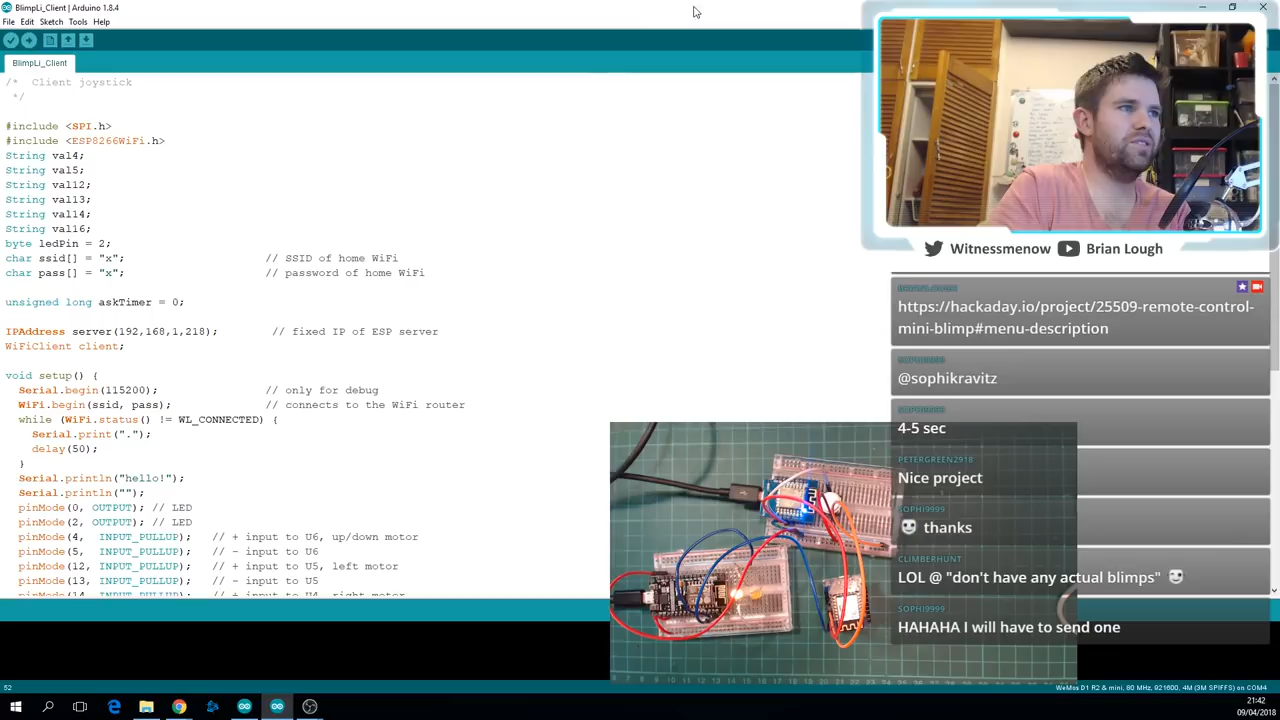 BlimpLi_Client | Arduino 1.8.4
File Edit Sketch Tools Help
BlimpLi_Client
/*  Client joystick
*/
#include <SPI.h>
#include <ESP8266WiFi.h>
String val4;
String val5;
String val12;
String val13;
String val14;
String val16;
byte ledPin = 2;
char ssid[] = "x"; // SSID of home WiFi
char pass[] = "x"; // password of home WiFi
unsigned long askTimer = 0;
IPAddress server(192,168,1,218); // fixed IP of ESP server
WiFiClient client;
void setup() {
Serial.begin(115200); // only for debug
WiFi.begin(ssid, pass); // connects to the WiFi router
while (WiFi.status() != WL_CONNECTED) {
Serial.print(".");
delay(50);
}
Serial.println("hello!");
Serial.println("");
pinMode(0, OUTPUT); // LED
pinMode(2, OUTPUT); // LED
pinMode(4, INPUT_PULLUP); // + input to U6, up/down motor
pinMode(5, INPUT_PULLUP); // - input to U6
pinMode(12, INPUT_PULLUP); // + input to U5, left motor
pinMode(13, INPUT_PULLUP); // - input to U5
pinMode(14, INPUT_PULLUP); // + input to U4, right motor
Witnessmenow Brian Lough
https://hackaday.io/project/25509-remote-control-
mini-blimp#menu-description
SOPHI9999
@sophikravitz
SOPHI9999
4-5 sec
PETERGREEN2918
Nice project
SOPHI9999
thanks
CLIMBERHUNT
LOL @ "don't have any actual blimps"
SOPHI9999
HAHAHA I will have to send one
52
WeMos D1 R2 & mini, 80 MHz, 921600, 4M (3M SPIFFS) on COM4
21:42
09/04/2018